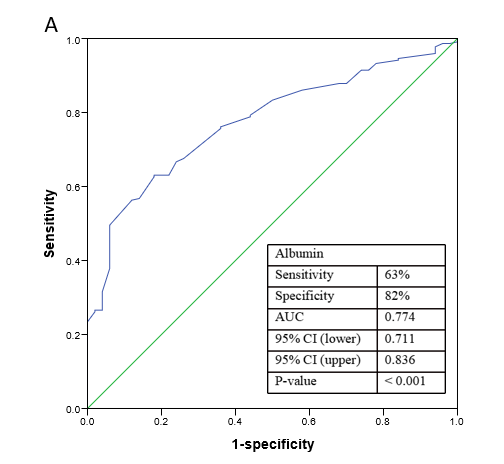 A
1.0
0.8
0.6
0.4
0.2
0.0
Sensitivity
Albumin
Sensitivity 63%
Specificity 82%
AUC 0.774
95% CI (lower) 0.711
95% CI (upper) 0.836
P-value < 0.001
0.0 0.2 0.4 0.6 0.8 1.0
1-specificity